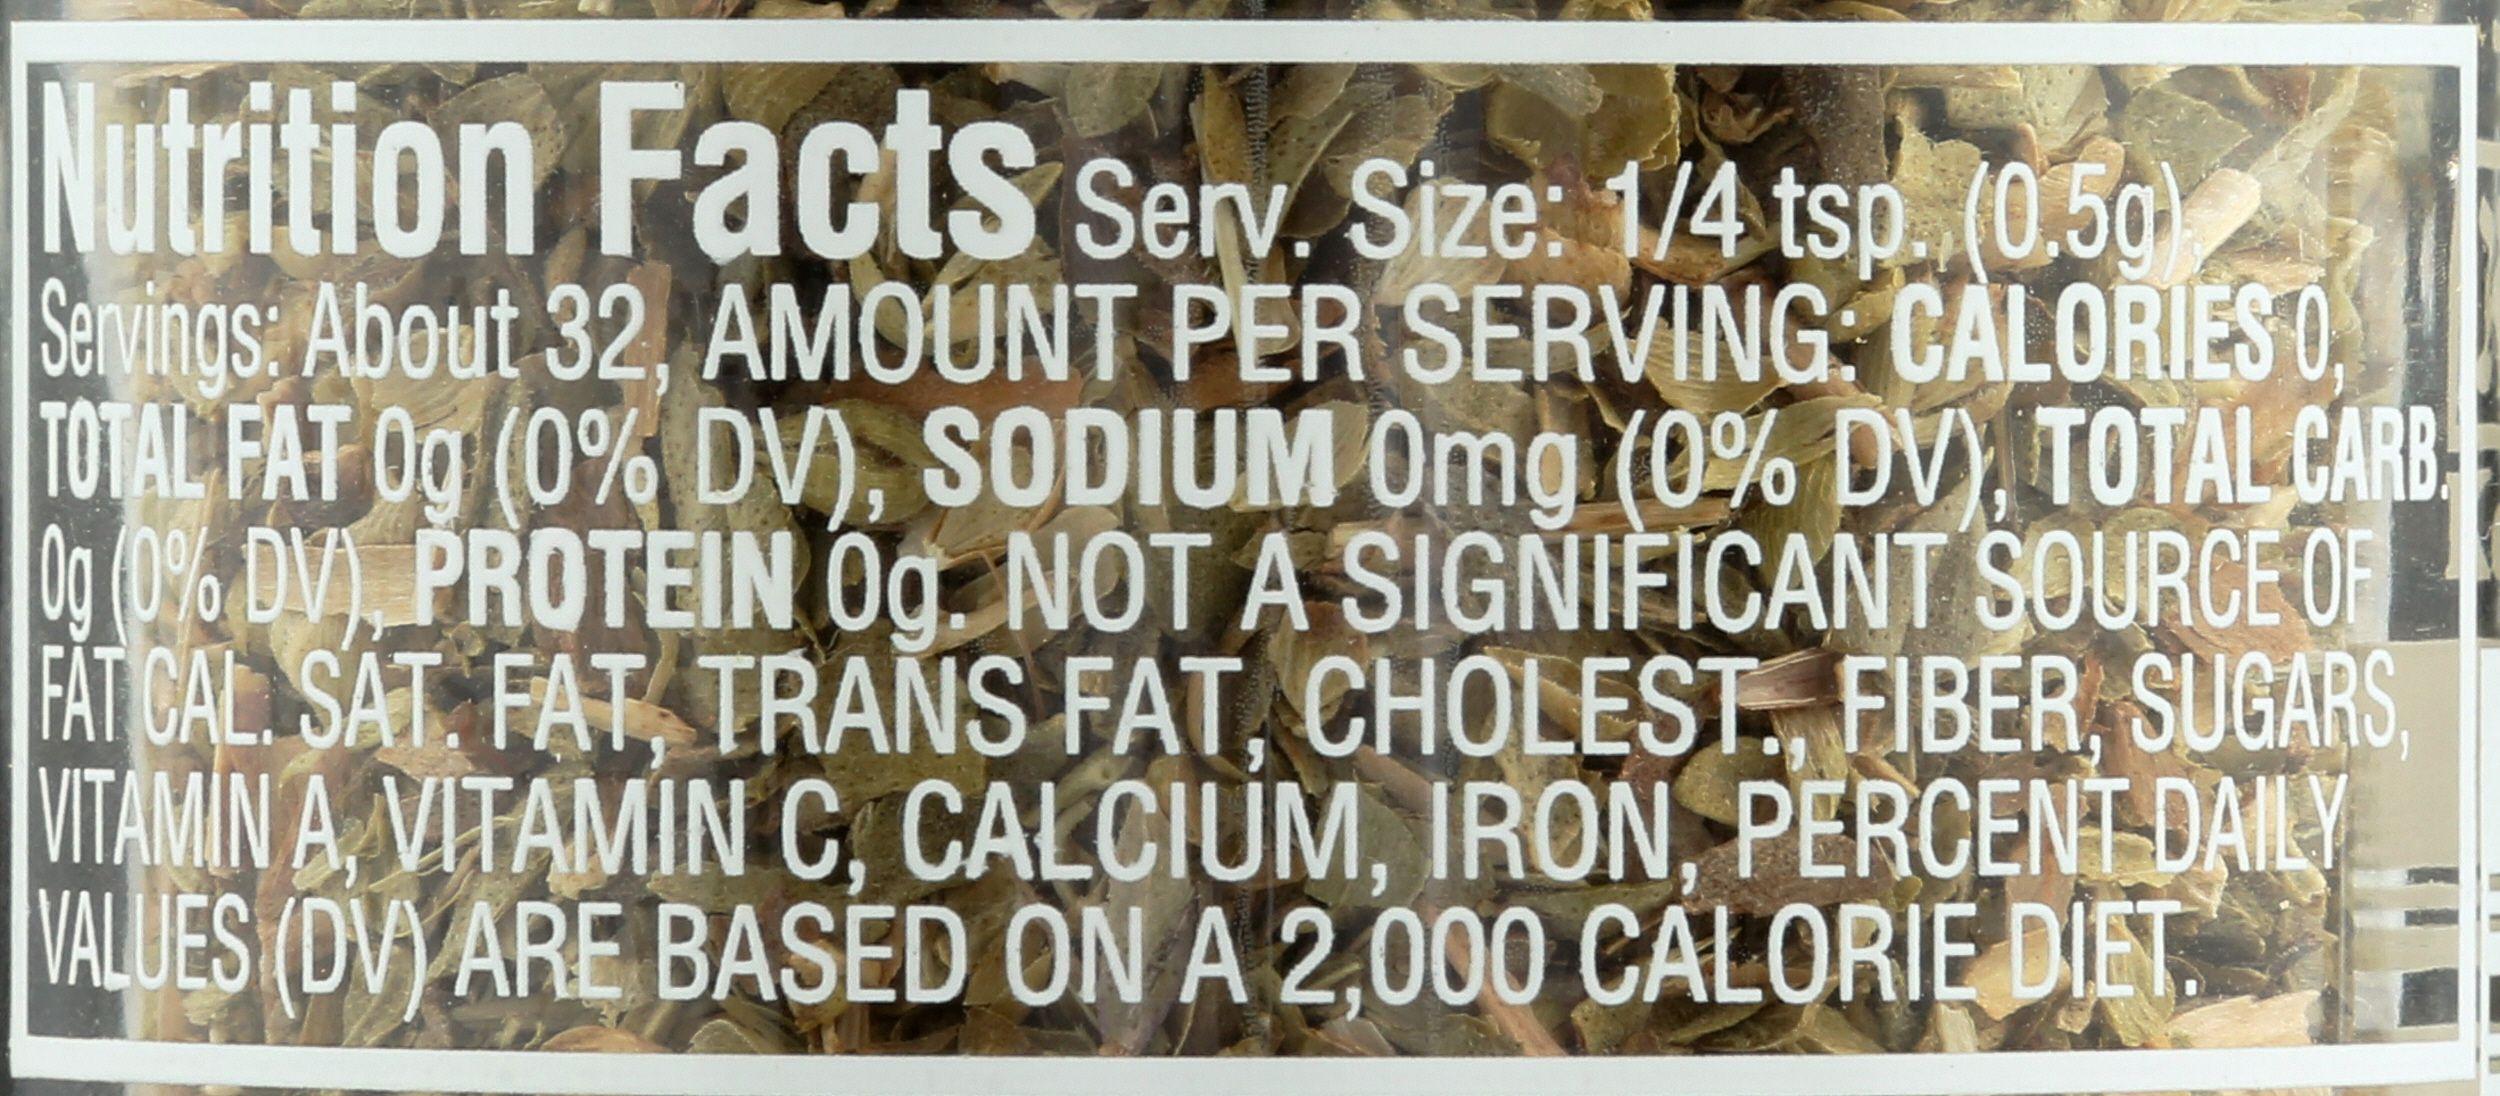 Nutrition Facts Serv. Size: 1/4 tsp. (0.5g),
Servings: About 32, AMOUNT PER SERVING: CALORIES 0,
TOTAL FAT 0g (0% DV), SODIUM 0mg (0% DV), TOTAL CARB.
0g (0% DV), PROTEIN 0g. NOT A SIGNIFICANT SOURCE OF
FAT CAL. SAT. FAT, TRANS FAT, CHOLEST., FIBER, SUGARS,
VITAMIN A, VITAMIN C, CALCIUM, IRON, PERCENT DAILY
VALUES (DV) ARE BASED ON A 2,000 CALORIE DIET.